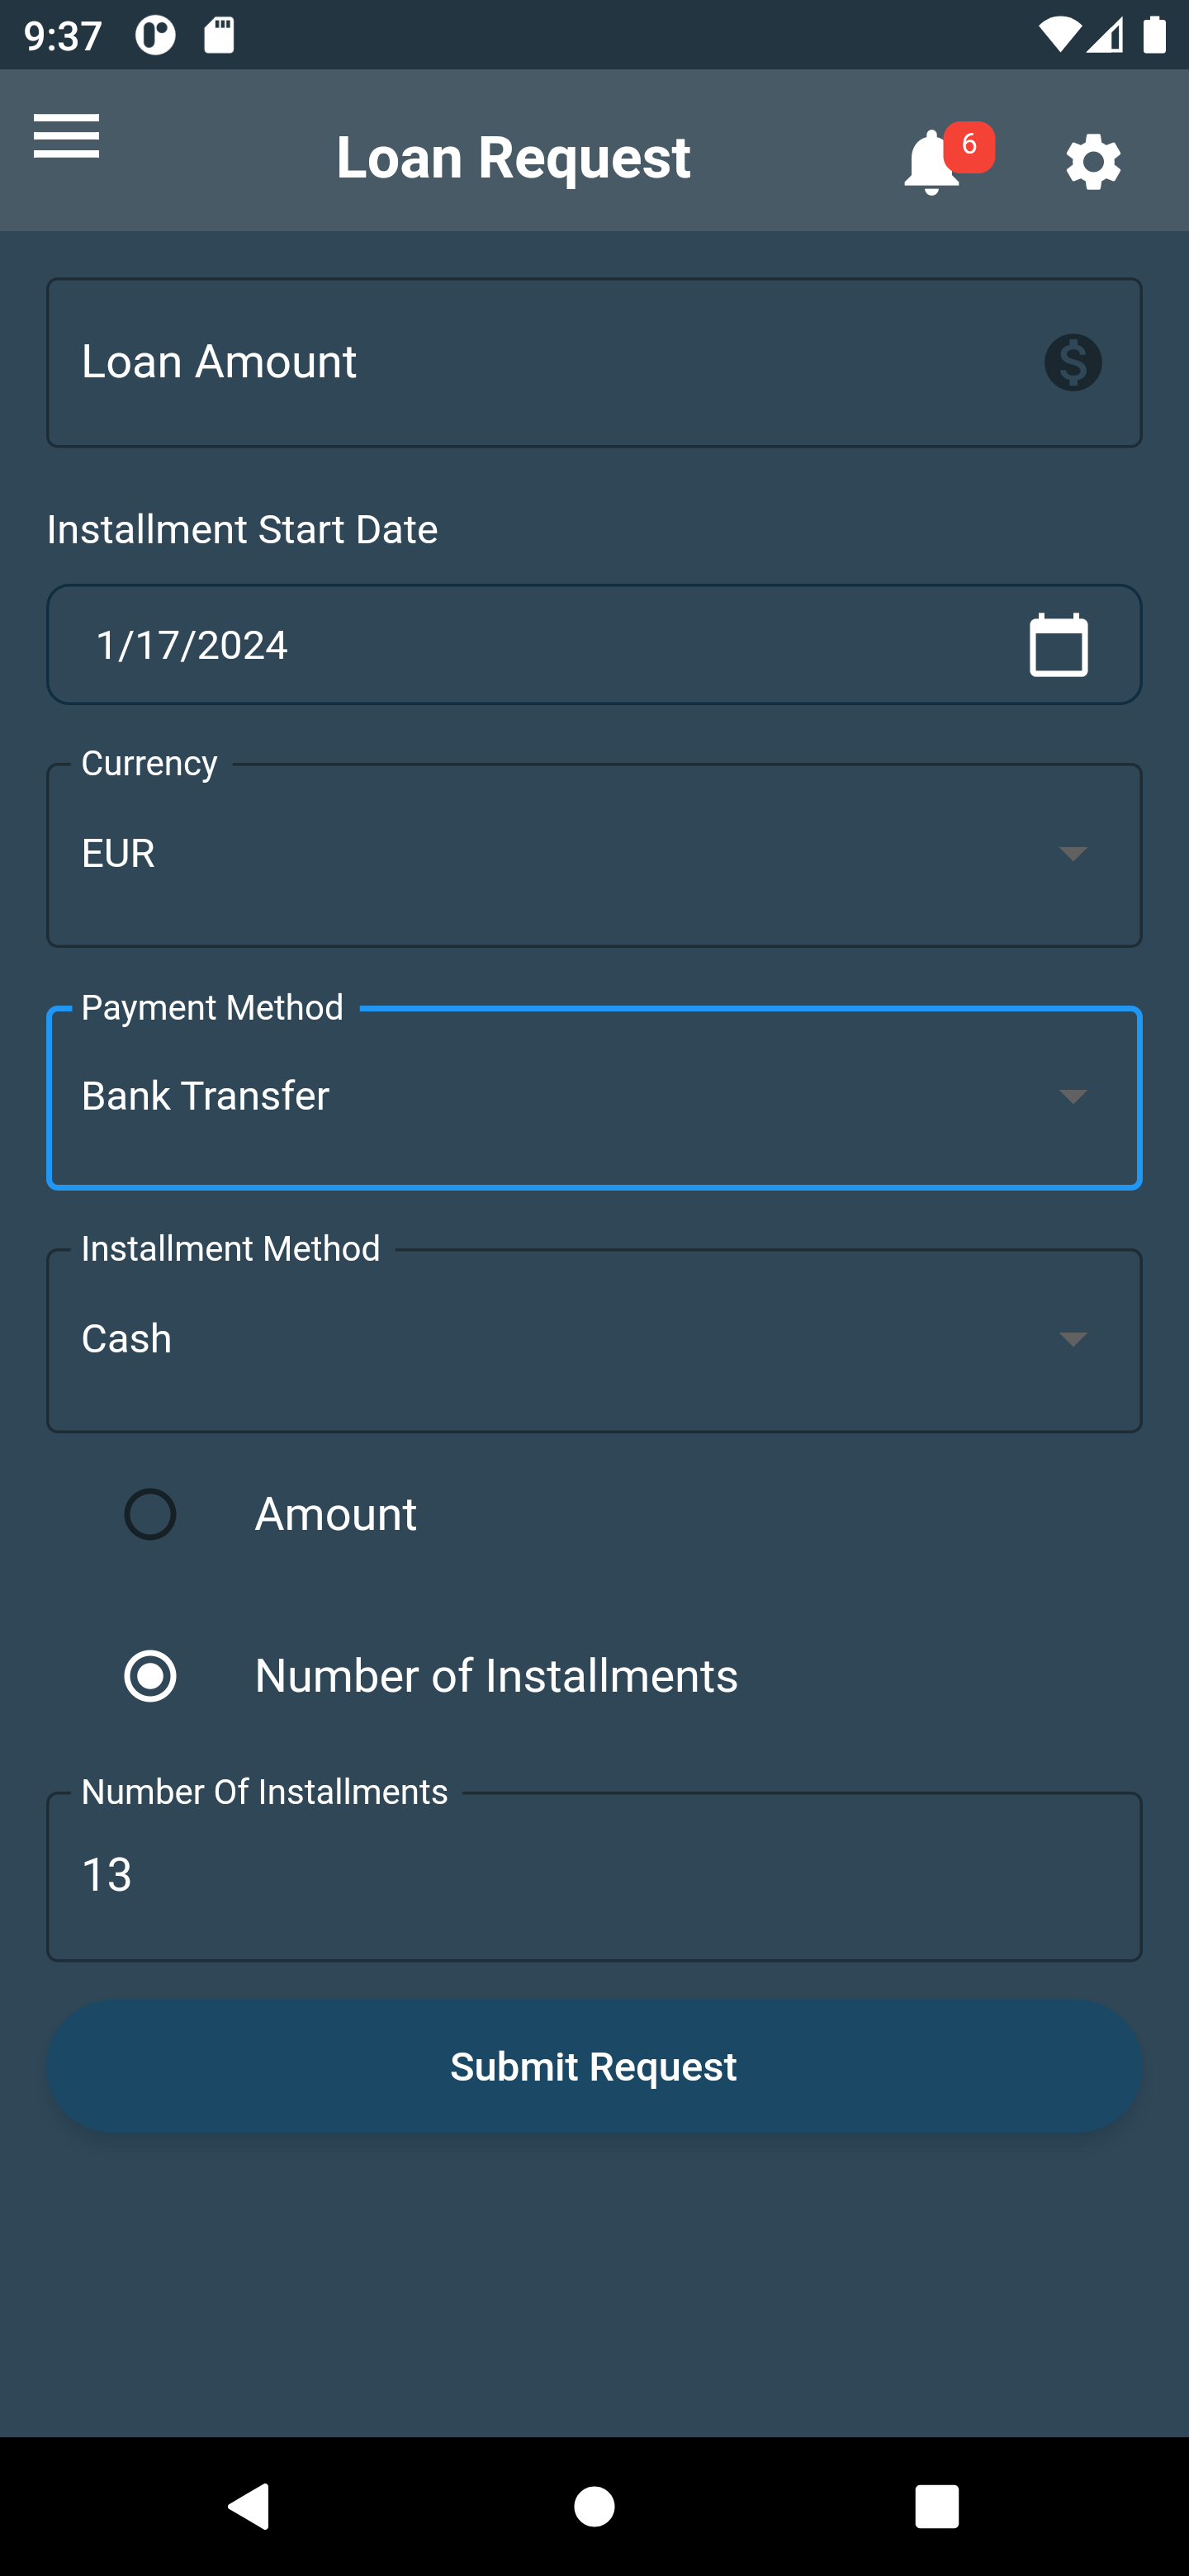 9:37
Loan Request
6
Loan Amount
Installment Start Date
1/17/2024
Currency
EUR
Payment Method
Bank Transfer
Installment Method
Cash
Amount
Number of Installments
Number Of Installments
13
Submit Request